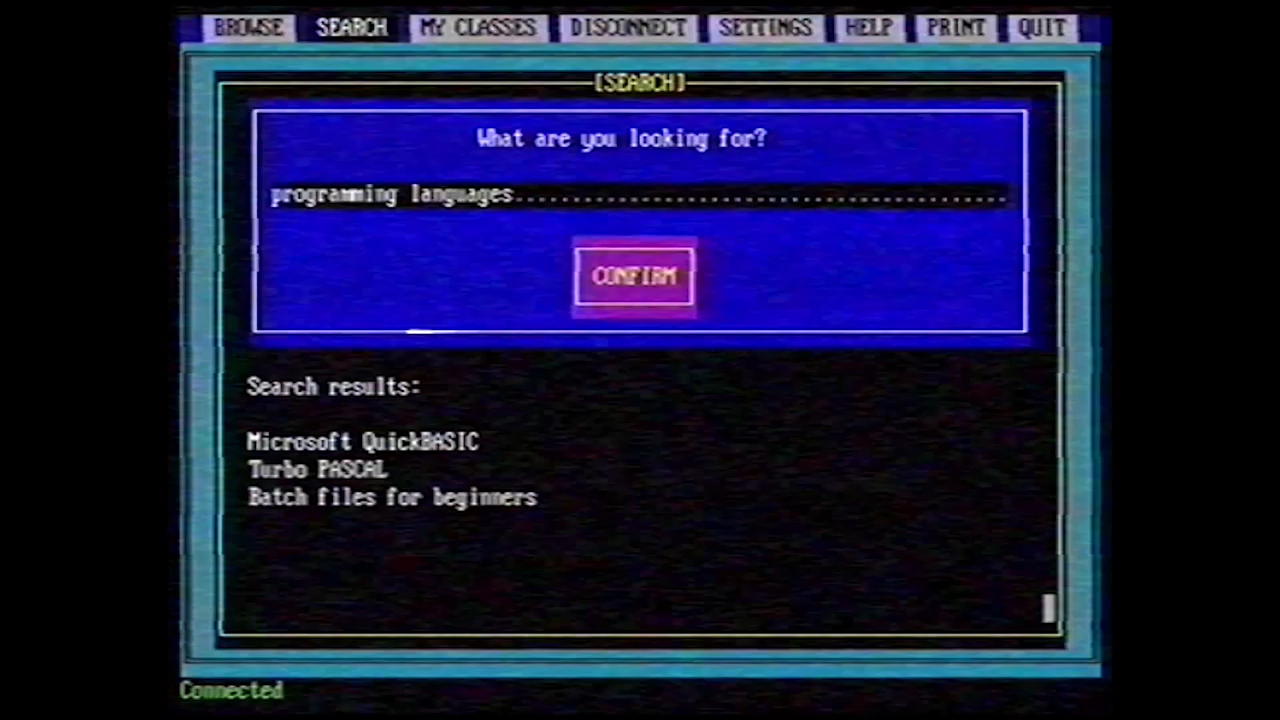 BROWSE SEARCH MY CLASSES DISCONNECT SETTINGS HELP PRINT QUIT
[SEARCH]
What are you looking for?
programming languages..........................................
CONFIRM
Search results:
Microsoft QuickBASIC
Turbo PASCAL
Batch files for beginners
Connected